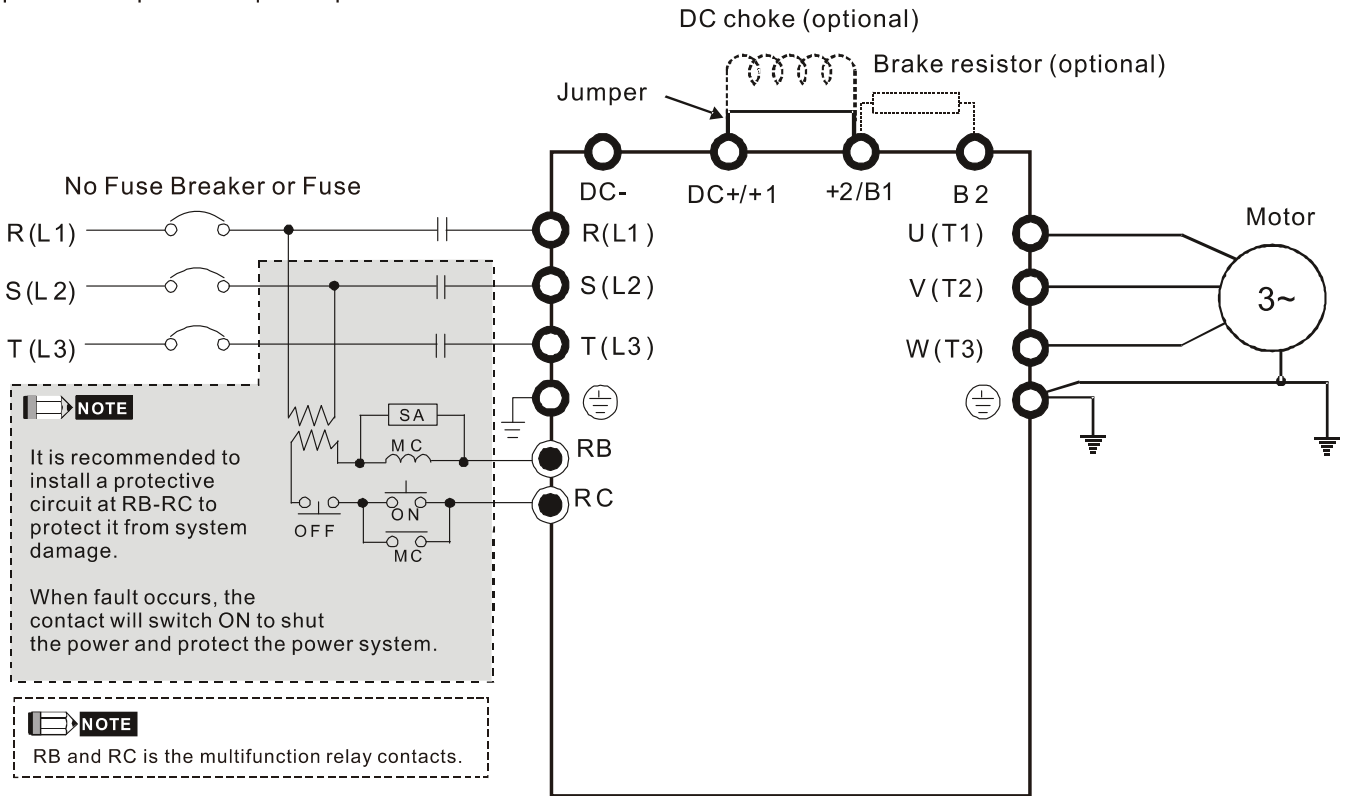 DC choke (optional)
Brake resistor (optional)
Jumper
No Fuse Breaker or Fuse
DC-
DC+/+1
+2/B1
B2
R(L1)
S(L2)
T(L3)
R(L1)
S(L2)
T(L3)
U(T1)
V(T2)
W(T3)
Motor
3~
NOTE
It is recommended to
install a protective
circuit at RB-RC to
protect it from system
damage.
When fault occurs, the
contact will switch ON to shut
the power and protect the power system.
SA
MC
RB
RC
OFF
ON
MC
NOTE
RB and RC is the multifunction relay contacts.